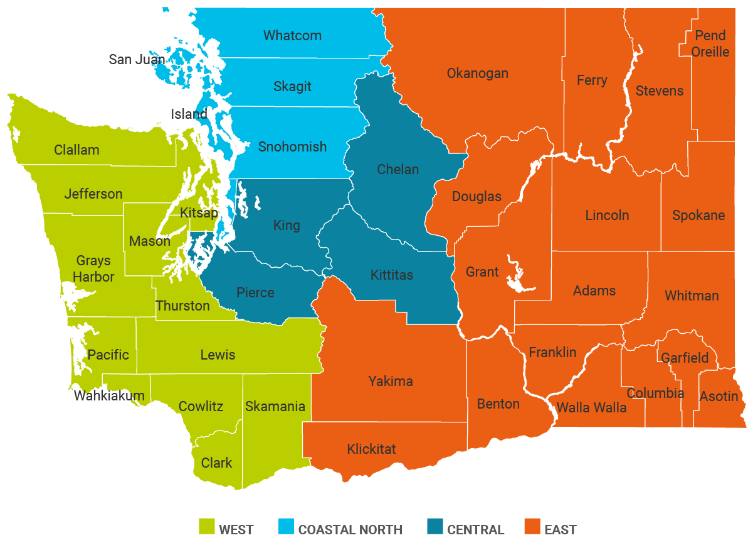 Whatcom
Pend
Oreille
San Juan
Okanogan
Ferry
Stevens
Skagit
Island
Clallam
Snohomish
Chelan
Jefferson
Douglas
Kitsap
King
Lincoln
Spokane
Mason
Grays
Harbor
Kittitas
Grant
Pierce
Adams
Whitman
Thurston
Pacific
Lewis
Franklin
Garfield
Yakima
Wahkiakum
Columbia
Asotin
Cowlitz
Skamania
Benton
Walla Walla
Klickitat
Clark
WEST
COASTAL NORTH
CENTRAL
EAST